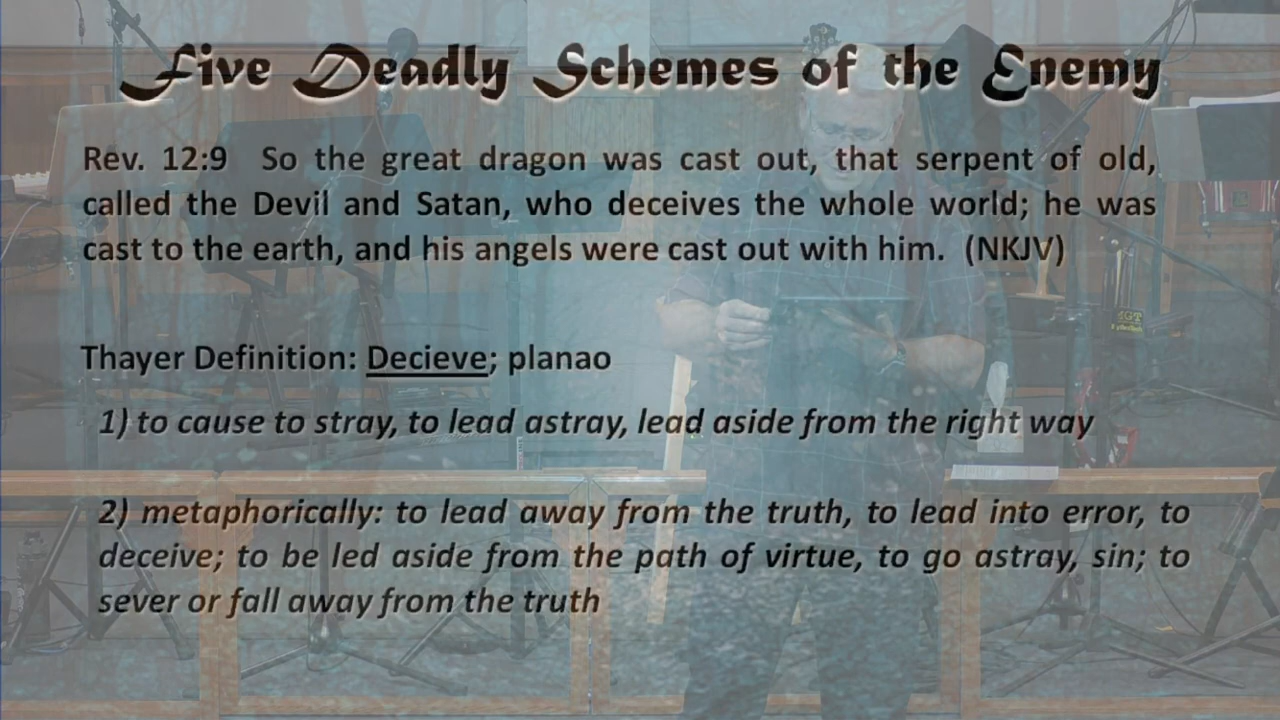 Five Deadly Schemes of the Enemy
Rev. 12:9 So the great dragon was cast out, that serpent of old,
called the Devil and Satan, who deceives the whole world; he was
cast to the earth, and his angels were cast out with him. (NKJV)
Thayer Definition: Decieve; planao
1) to cause to stray, to lead astray, lead aside from the right way
2) metaphorically: to lead away from the truth, to lead into error, to
deceive; to be led aside from the path of virtue, to go astray, sin; to
sever or fall away from the truth